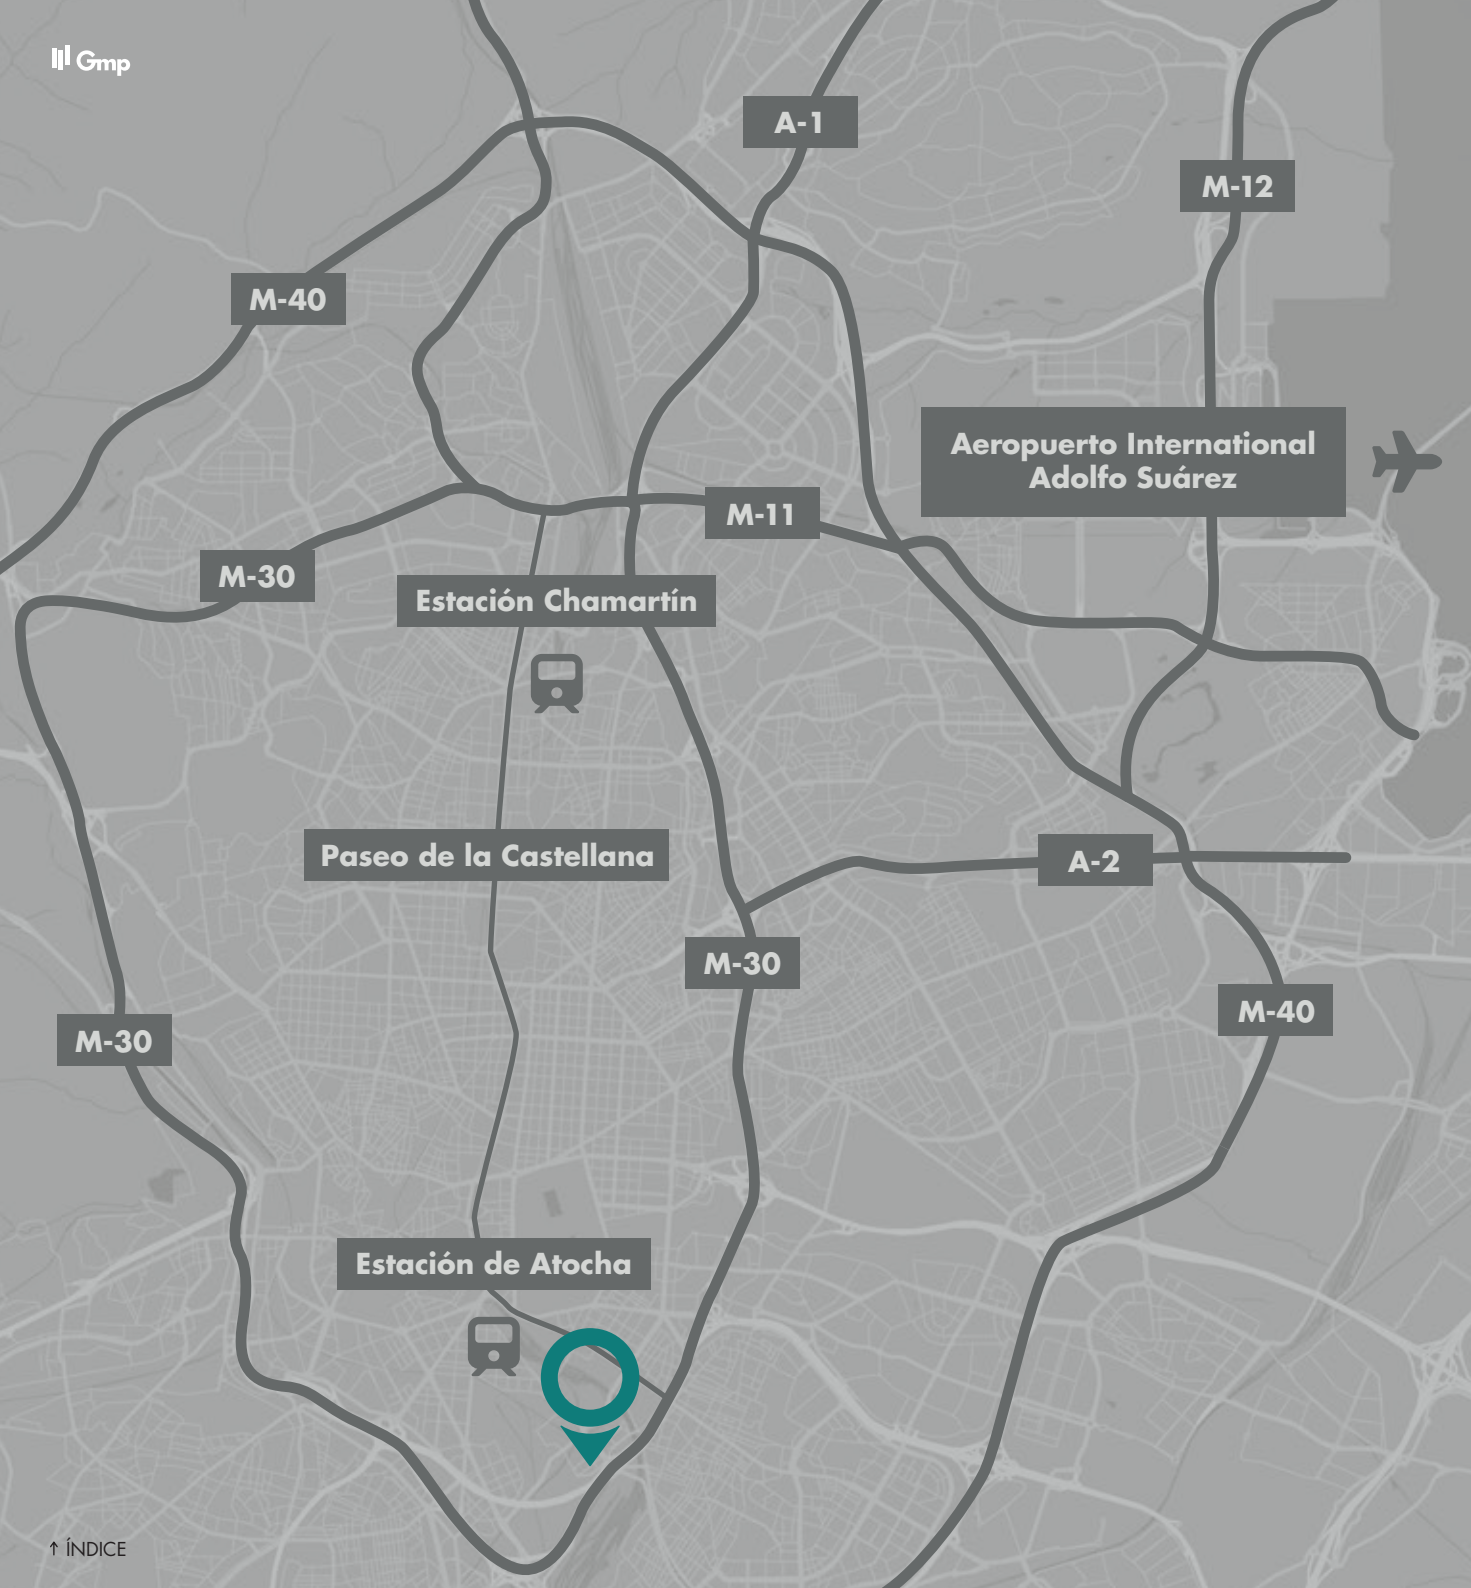 Gmp
A-1
M-12
M-40
Aeropuerto International
Adolfo Suárez
M-11
M-30
Estación Chamartín
Paseo de la Castellana
A-2
M-30
M-40
M-30
Estación de Atocha
↑ ÍNDICE